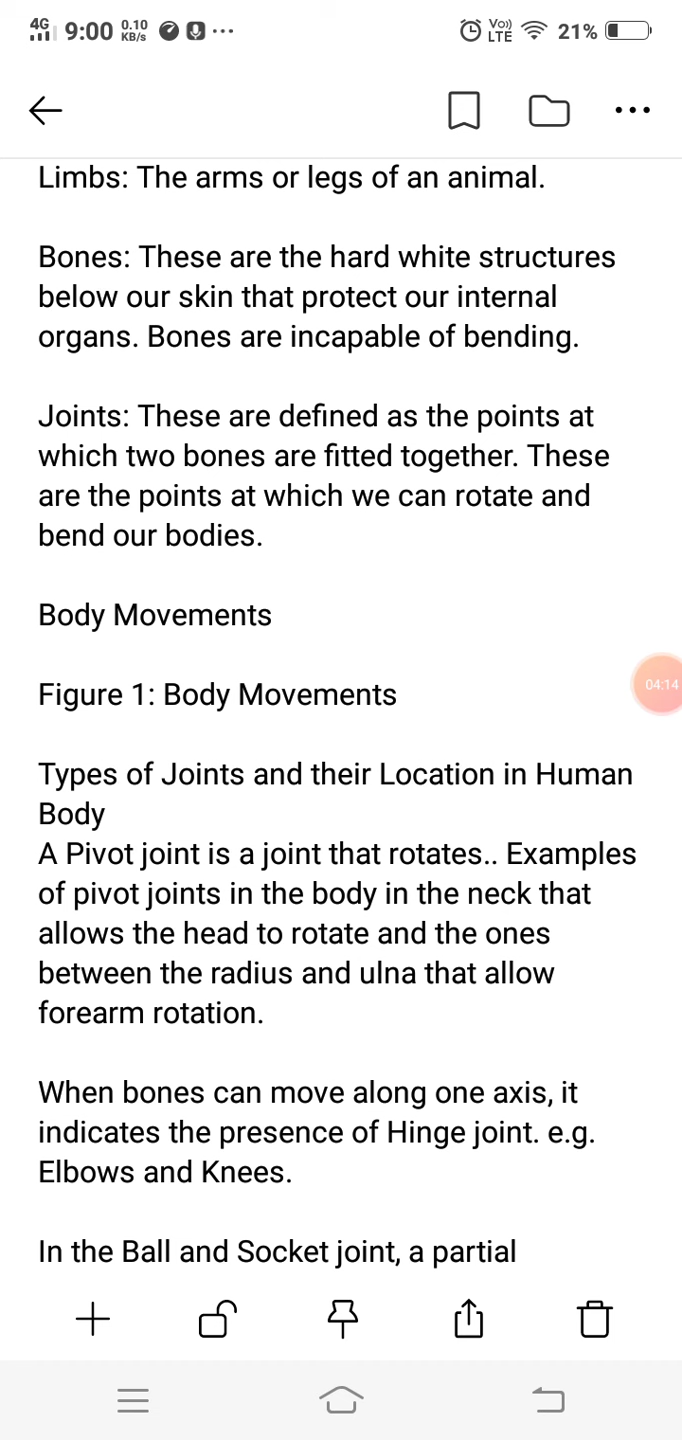 4G 9:00 0.10 KB/s ... Vo)) LTE 21%
Limbs: The arms or legs of an animal.
Bones: These are the hard white structures
below our skin that protect our internal
organs. Bones are incapable of bending.
Joints: These are defined as the points at
which two bones are fitted together. These
are the points at which we can rotate and
bend our bodies.
Body Movements
Figure 1: Body Movements
04:14
Types of Joints and their Location in Human
Body
A Pivot joint is a joint that rotates.. Examples
of pivot joints in the body in the neck that
allows the head to rotate and the ones
between the radius and ulna that allow
forearm rotation.
When bones can move along one axis, it
indicates the presence of Hinge joint. e.g.
Elbows and Knees.
In the Ball and Socket joint, a partial